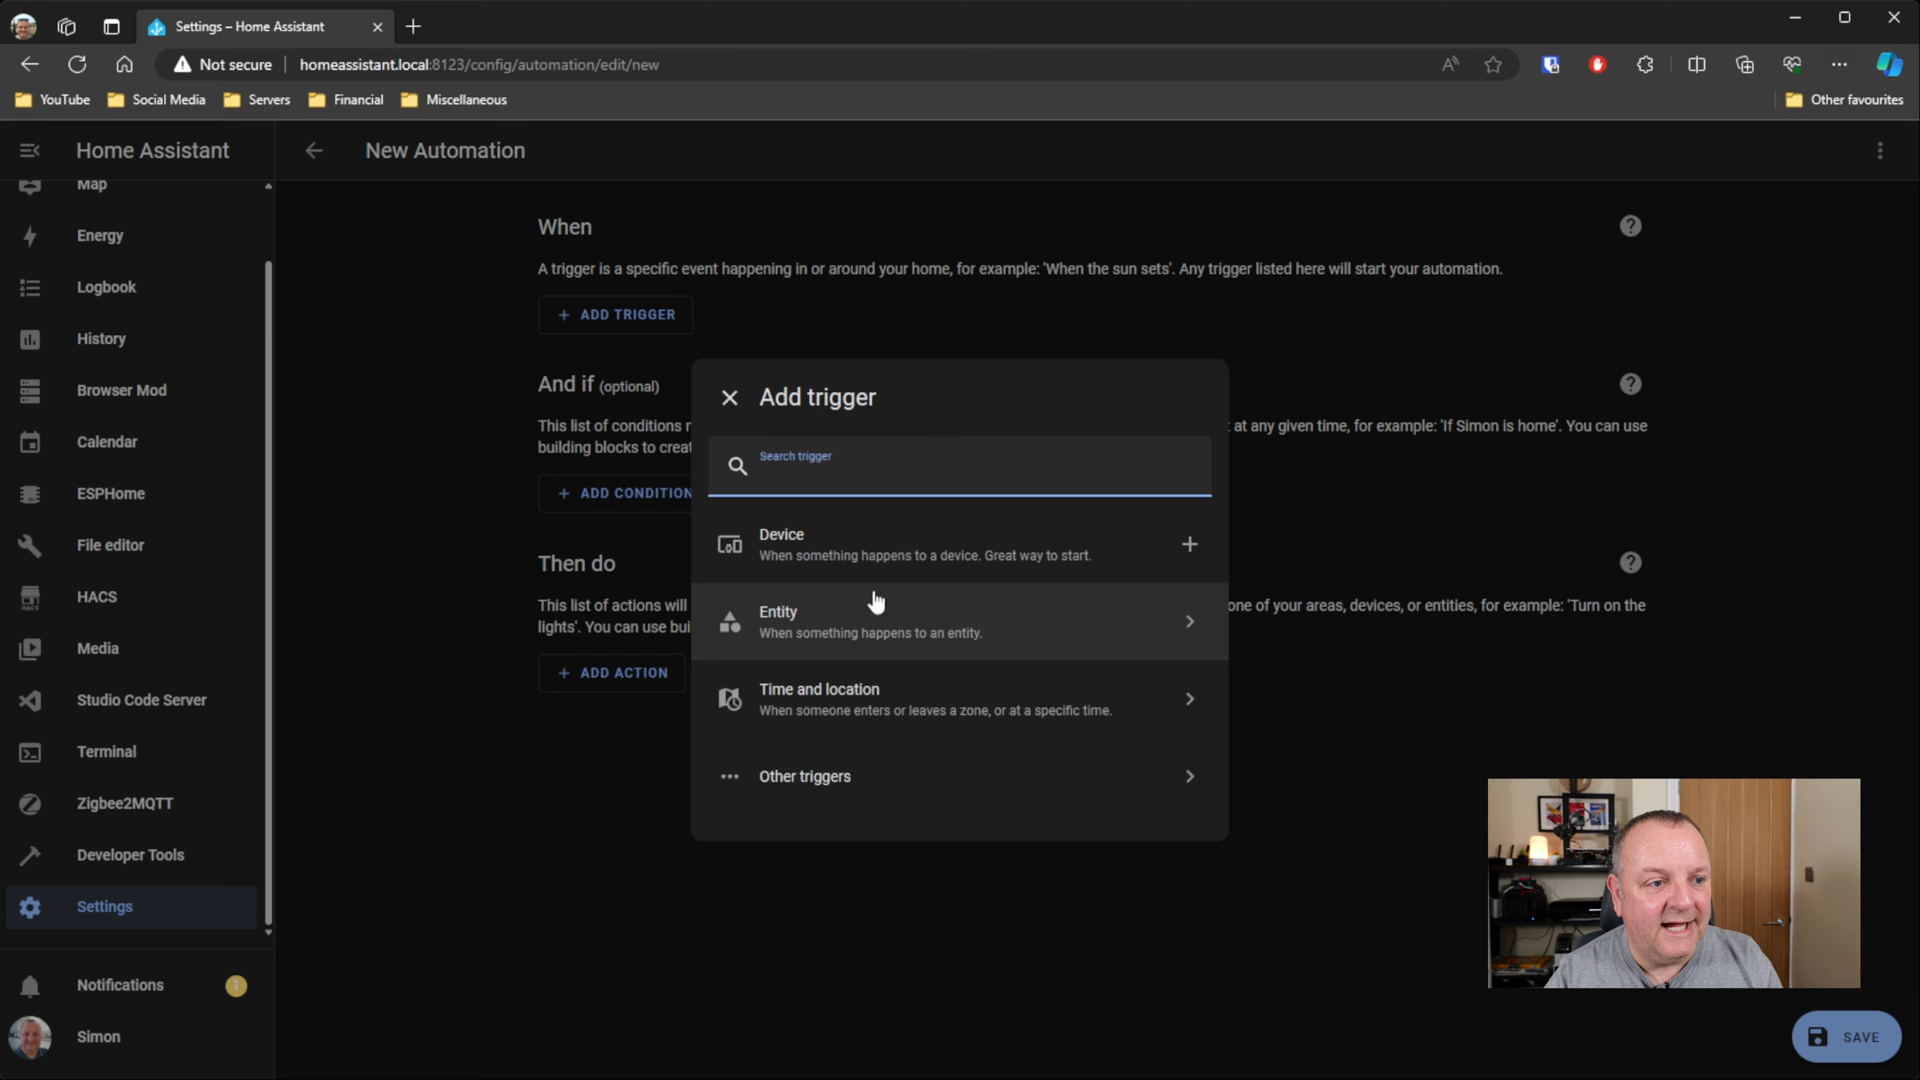 Settings – Home Assistant
Not secure
homeassistant.local:8123/config/automation/edit/new
YouTube
Social Media
Servers
Financial
Miscellaneous
Other favourites
Home Assistant
New Automation
Map
Energy
Logbook
History
Browser Mod
Calendar
ESPHome
File editor
HACS
Media
Studio Code Server
Terminal
Zigbee2MQTT
Developer Tools
Settings
Notifications
1
Simon
When
A trigger is a specific event happening in or around your home, for example: 'When the sun sets'. Any trigger listed here will start your automation.
+ ADD TRIGGER
And if (optional)
This list of conditions
at any given time, for example: 'If Simon is home'. You can use
building blocks to
+ ADD CONDITION
Then do
This list of actions will
one of your areas, devices, or entities, for example: 'Turn on the
lights'. You can use
+ ADD ACTION
Add trigger
Search trigger
Device
When something happens to a device. Great way to start.
Entity
When something happens to an entity.
Time and location
When someone enters or leaves a zone, or at a specific time.
Other triggers
SAVE